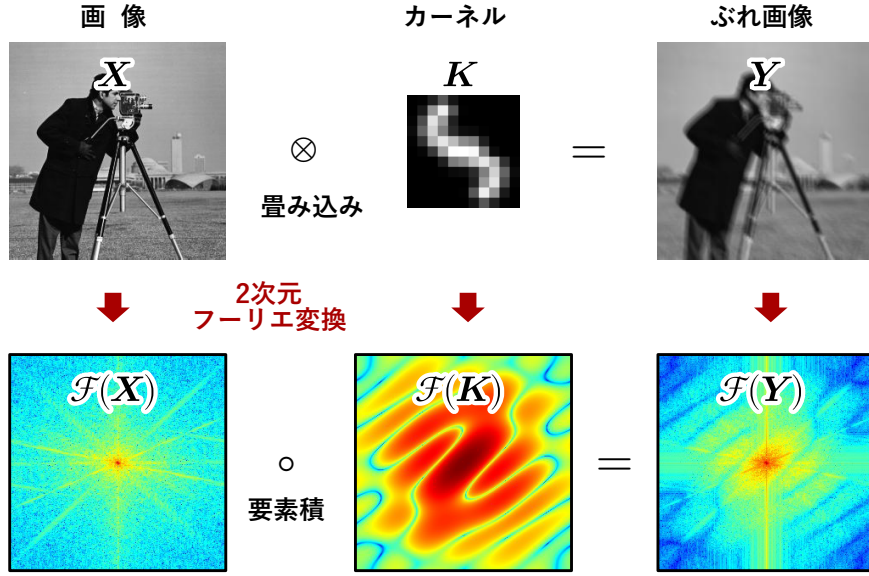 画 像
カーネル
ぶれ画像
X
K
Y
⊗
=
畳み込み
2次元
フーリエ変換
ℱ(X)
ℱ(K)
ℱ(Y)
∘
=
要素積